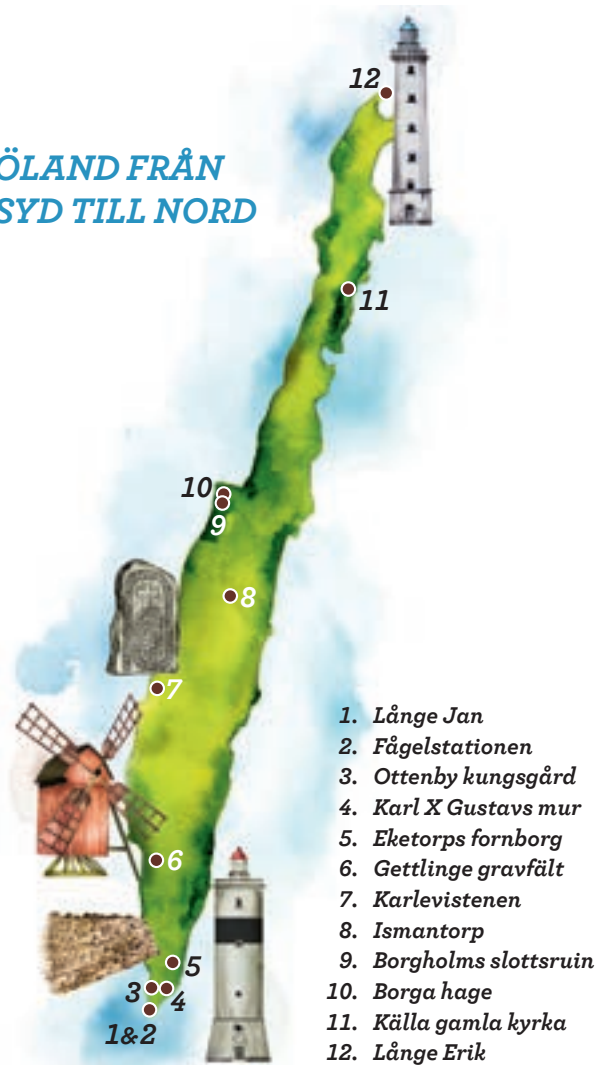 12
ÖLAND FRÅN
SYD TILL NORD
11
10
9
8
7
6
5
3
4
1&2
1. Långe Jan
2. Fågelstationen
3. Ottenby kungsgård
4. Karl X Gustavs mur
5. Eketorps fornborg
6. Gettlinge gravfält
7. Karlevistenen
8. Ismantorp
9. Borgholms slottsruin
10. Borga hage
11. Källa gamla kyrka
12. Långe Erik